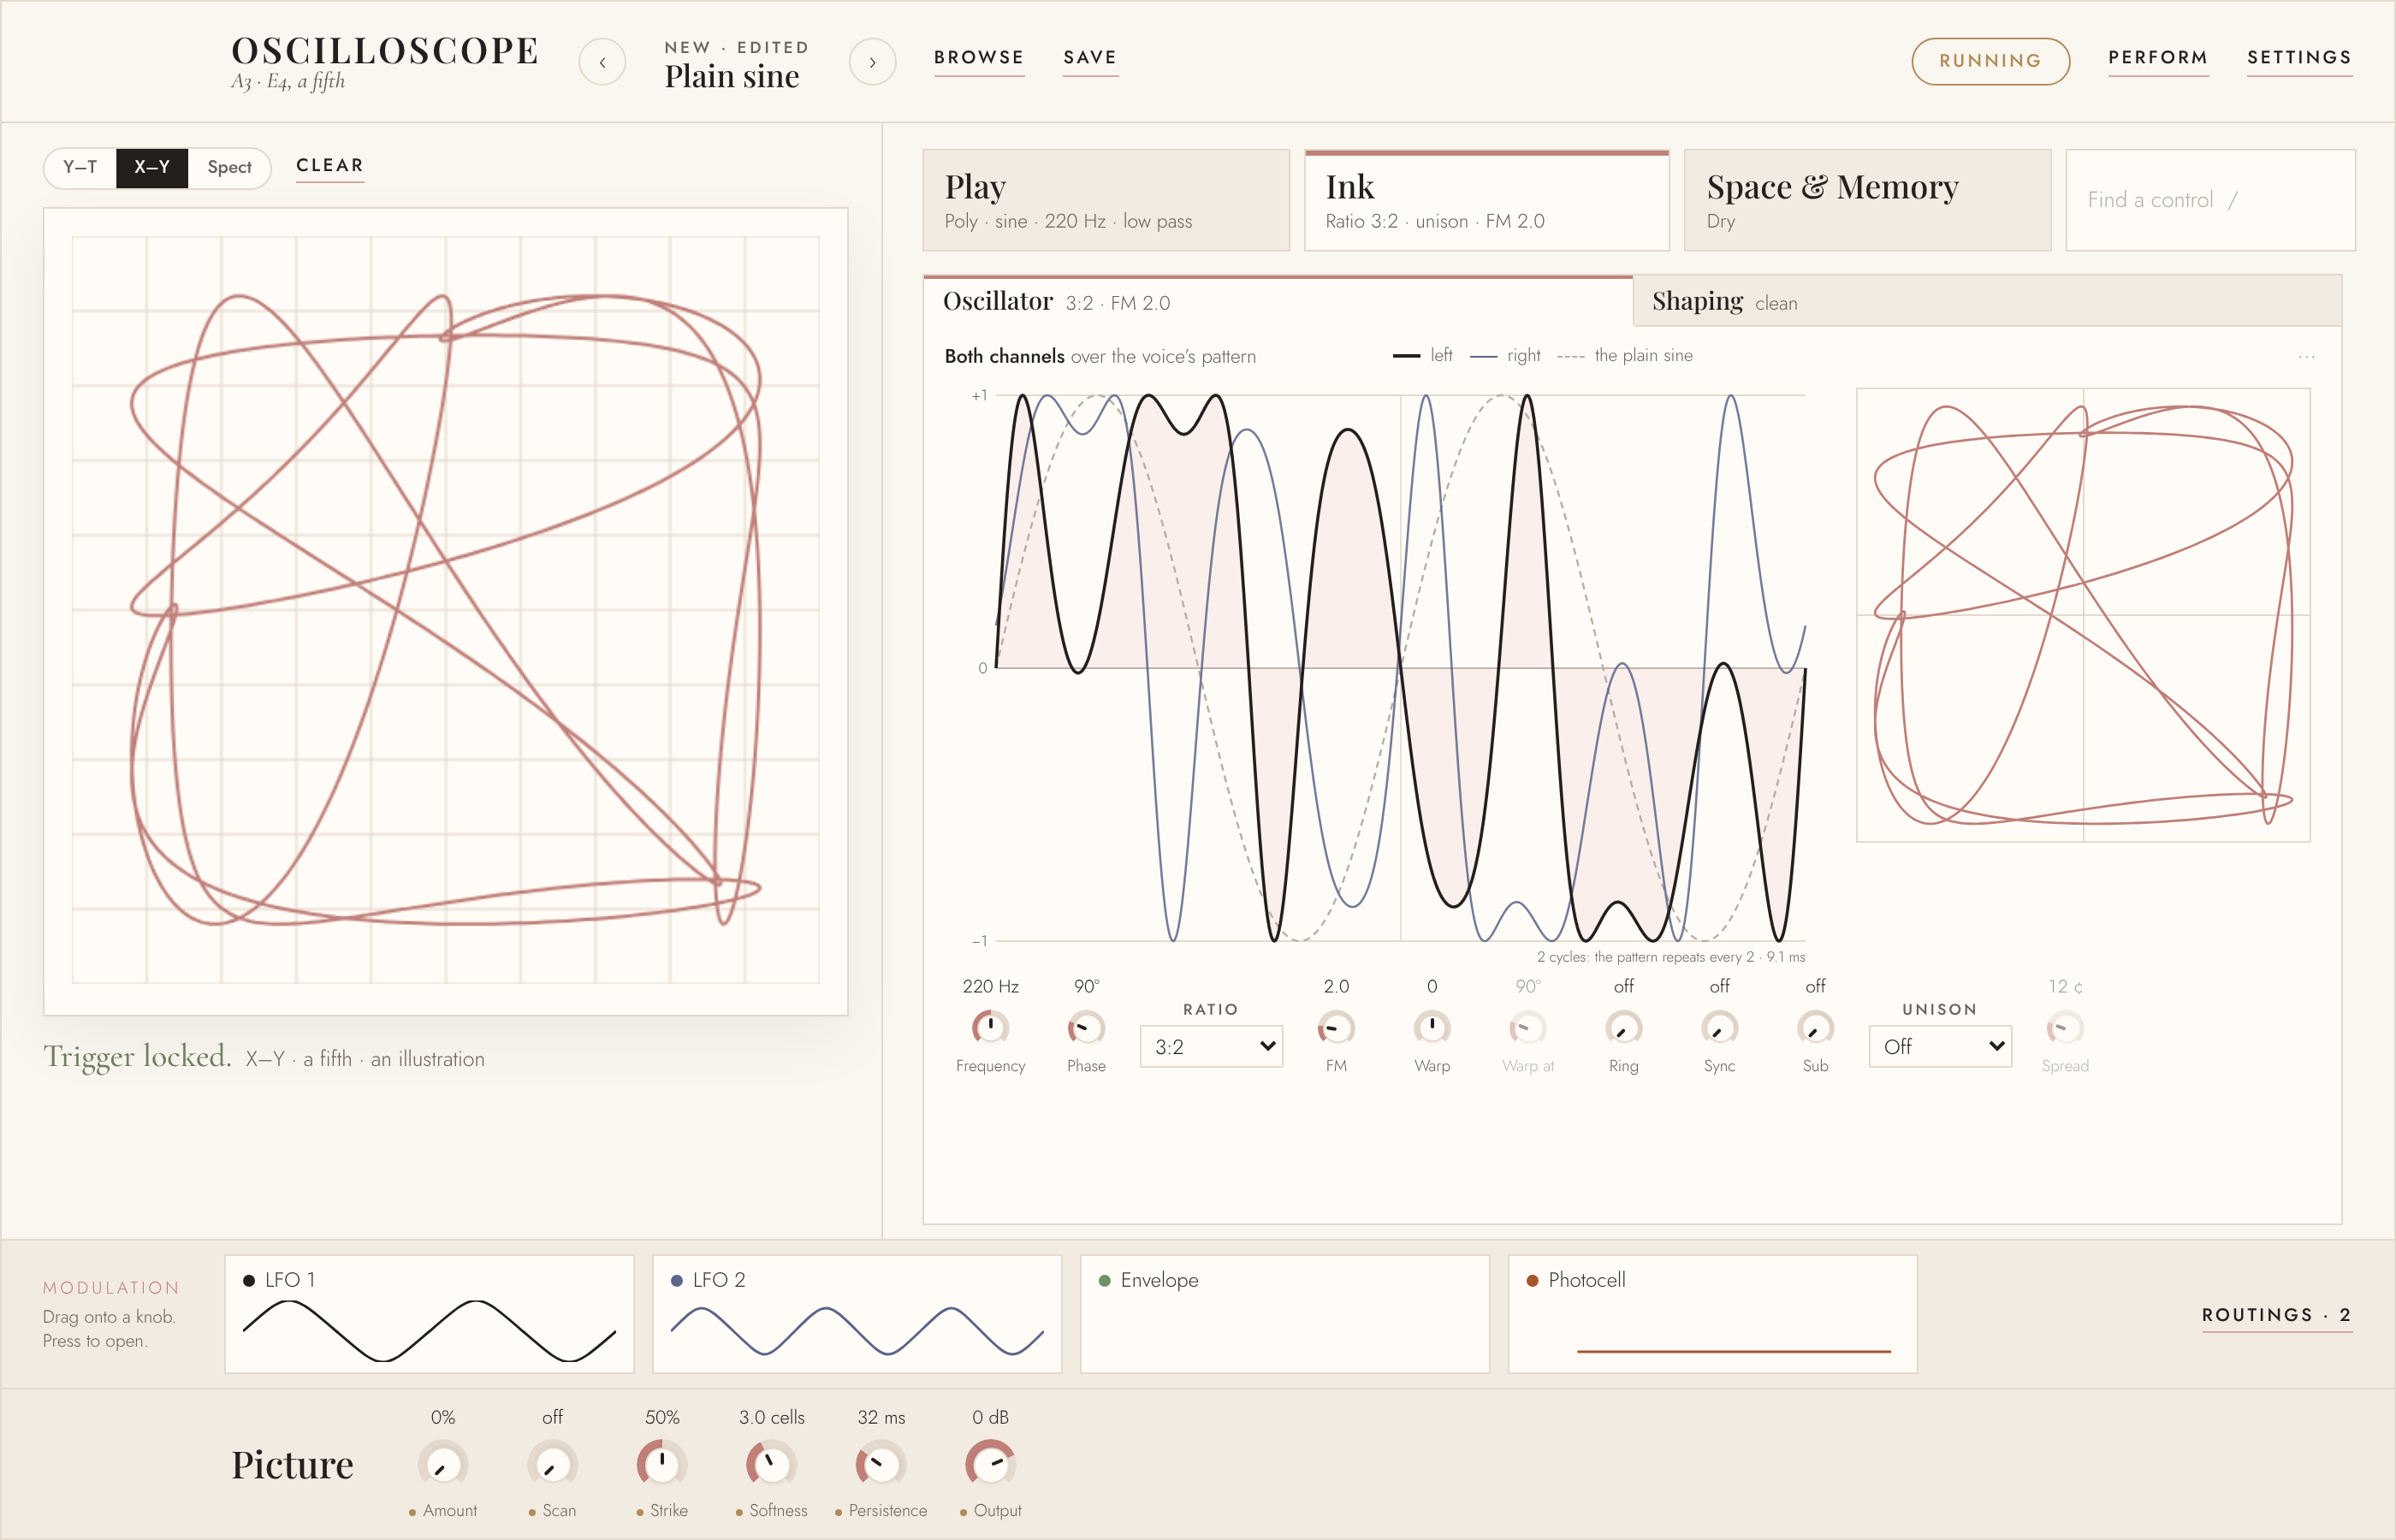 OSCILLOSCOPE
A3 · E4, a fifth
‹
NEW · EDITED
Plain sine
›
BROWSE
SAVE
RUNNING
PERFORM
SETTINGS
Y–T
X–Y
Spect
CLEAR
Play
Poly · sine · 220 Hz · low pass
Ink
Ratio 3:2 · unison · FM 2.0
Space & Memory
Dry
Find a control /
Oscillator 3:2 · FM 2.0
Shaping clean
Both channels over the voice’s pattern
left
right
the plain sine
...
+1
0
−1
2 cycles: the pattern repeats every 2 · 9.1 ms
220 Hz
Frequency
90°
Phase
RATIO
3:2
2.0
FM
0
Warp
90°
Warp at
off
Ring
off
Sync
off
Sub
UNISON
Off
12 ¢
Spread
Trigger locked. X–Y · a fifth · an illustration
MODULATION
Drag onto a knob.
Press to open.
LFO 1
LFO 2
Envelope
Photocell
ROUTINGS · 2
Picture
0%
Amount
off
Scan
50%
Strike
3.0 cells
Softness
32 ms
Persistence
0 dB
Output